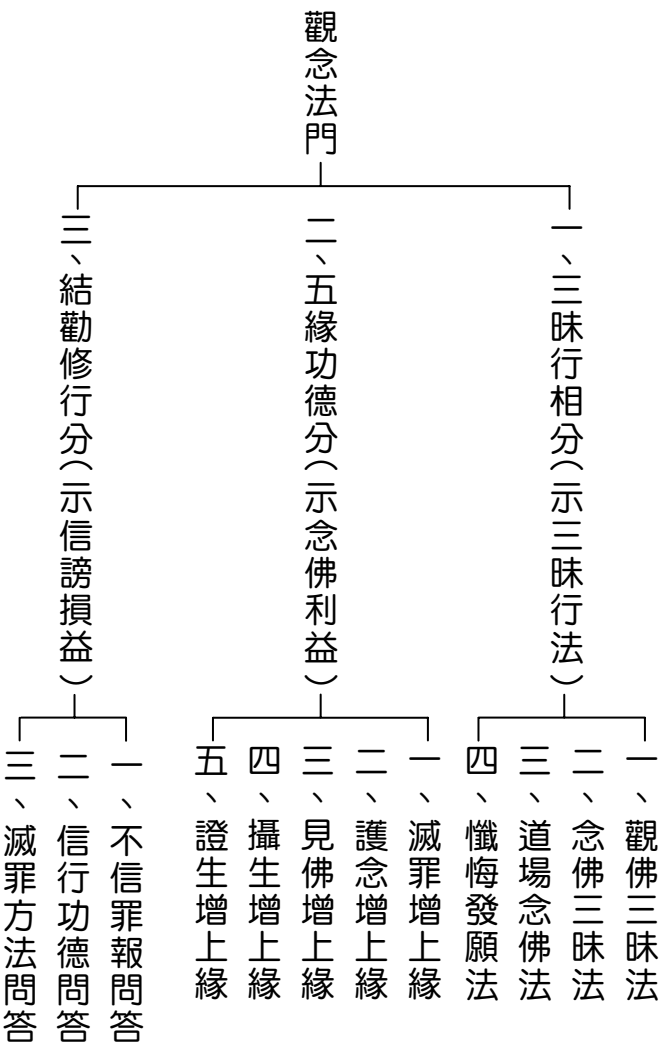 觀念法門
一、三昧行相分（示三昧行法）
一、觀佛三昧法
二、念佛三昧法
三、道場念佛法
四、懺悔發願法
二、五緣功德分（示念佛利益）
一、滅罪增上緣
二、護念增上緣
三、見佛增上緣
四、攝生增上緣
五、證生增上緣
三、結勸修行分（示信謗損益）
一、不信罪報問答
二、信行功德問答
三、滅罪方法問答